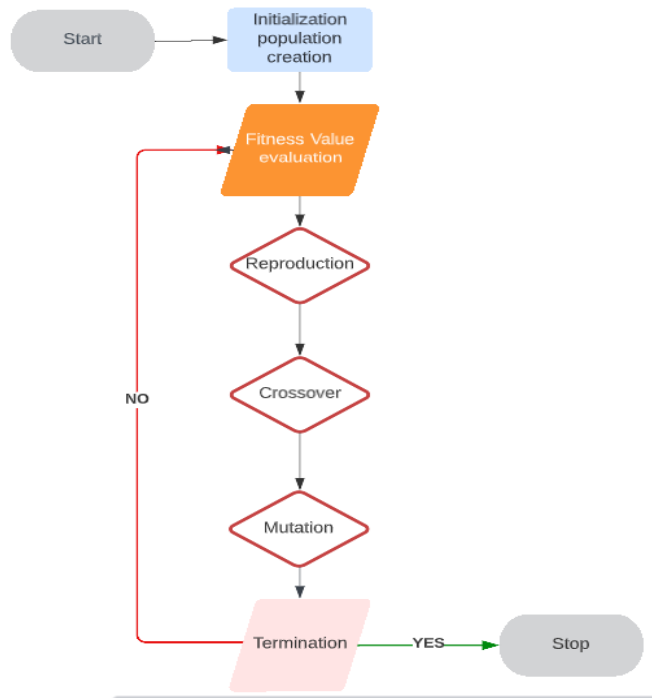 Start
Initialization
population
creation
Fitness Value
evaluation
Reproduction
Crossover
NO
Mutation
Termination
YES
Stop